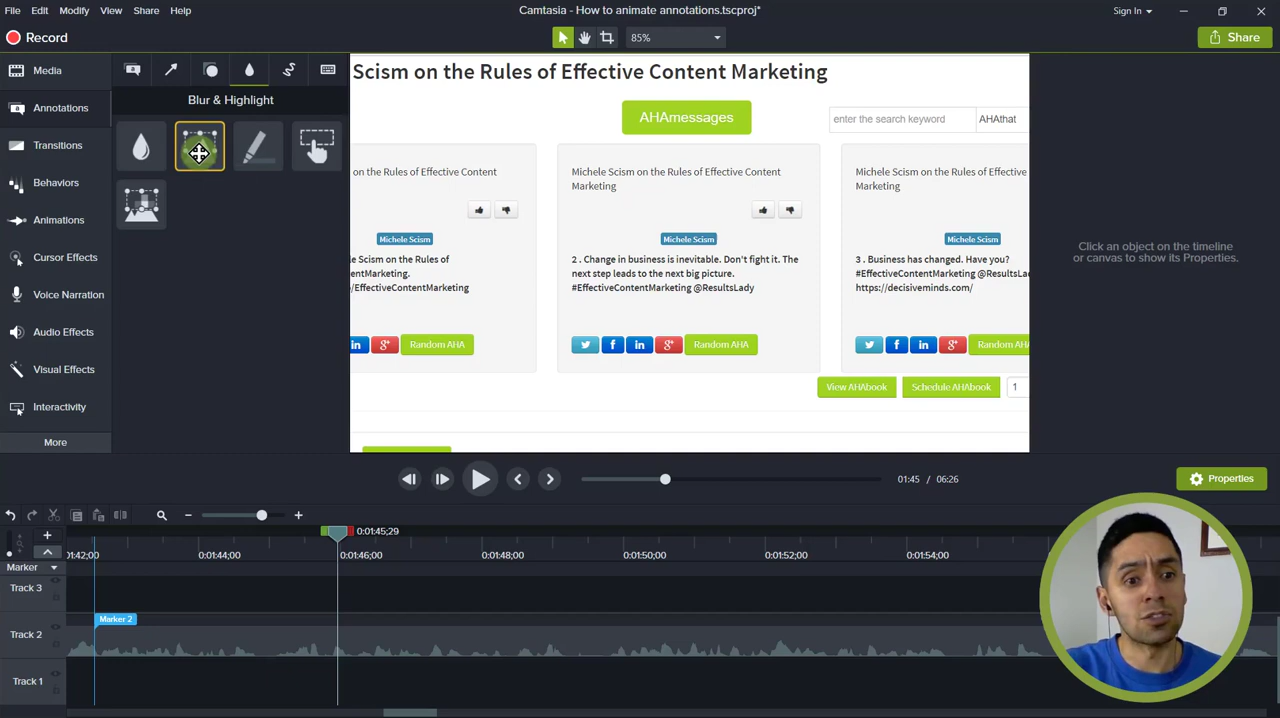 File Edit Modify View Share Help
Camtasia - How to animate annotations.tscproj*
Sign In
Record
85%
Share
Media
Annotations
Transitions
Behaviors
Animations
Cursor Effects
Voice Narration
Audio Effects
Visual Effects
Interactivity
More
Blur & Highlight
Scism on the Rules of Effective Content Marketing
AHAmessages
enter the search keyword
AHAthat
on the Rules of Effective Content
Michele Scism
le Scism on the Rules of
ntMarketing.
/EffectiveContentMarketing
in g+ Random AHA
Michele Scism on the Rules of Effective Content
Marketing
Michele Scism
2 . Change in business is inevitable. Don't fight it. The
next step leads to the next big picture.
#EffectiveContentMarketing @ResultsLady
f in g+ Random AHA
Michele Scism on the Rules of Effective Conten
Marketing
Michele Scism
3 . Business has changed. Have you?
#EffectiveContentMarketing @ResultsLad
https://decisiveminds.com/
f in g+ Random AHA
View AHAbook
Schedule AHAbook
1
Click an object on the timeline
or canvas to show its Properties.
01:45 / 06:26
Properties
0:01:45;29
01:42;00 0:01:44;00 0:01:46;00 0:01:48;00 0:01:50;00 0:01:52;00 0:01:54;00
Marker
Track 3
Marker 2
Track 2
Track 1